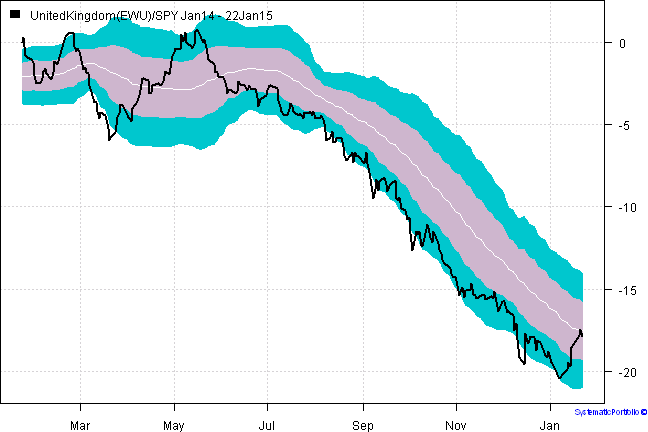 UnitedKingdom(EWU)/SPY Jan14 - 22Jan15
0
-5
-10
-15
-20
Mar May Jul Sep Nov Jan
SystematicPortfolio ©